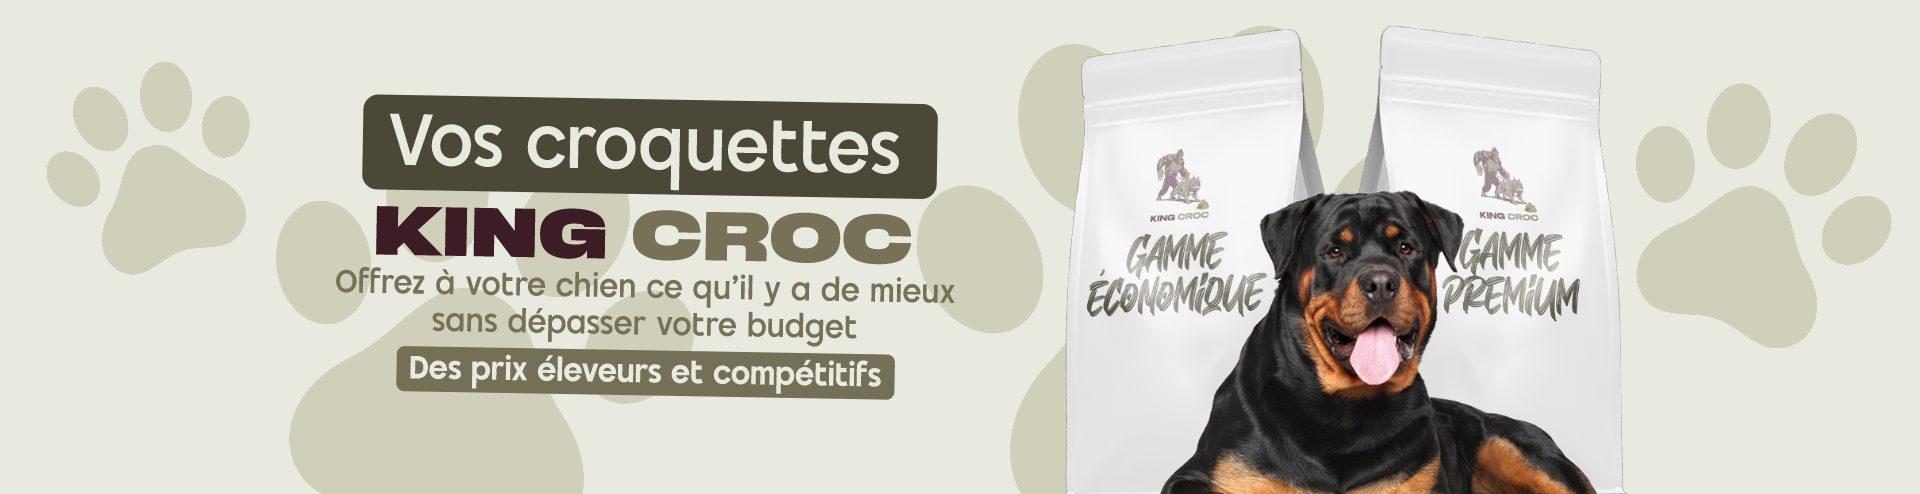 Vos croquettes
KING CROC
Offrez à votre chien ce qu'il y a de mieux
sans dépasser votre budget
Des prix éleveurs et compétitifs
KING CROC
GAMME
ÉCONOMIQUE
KING CROC
GAMME
PREMIUM